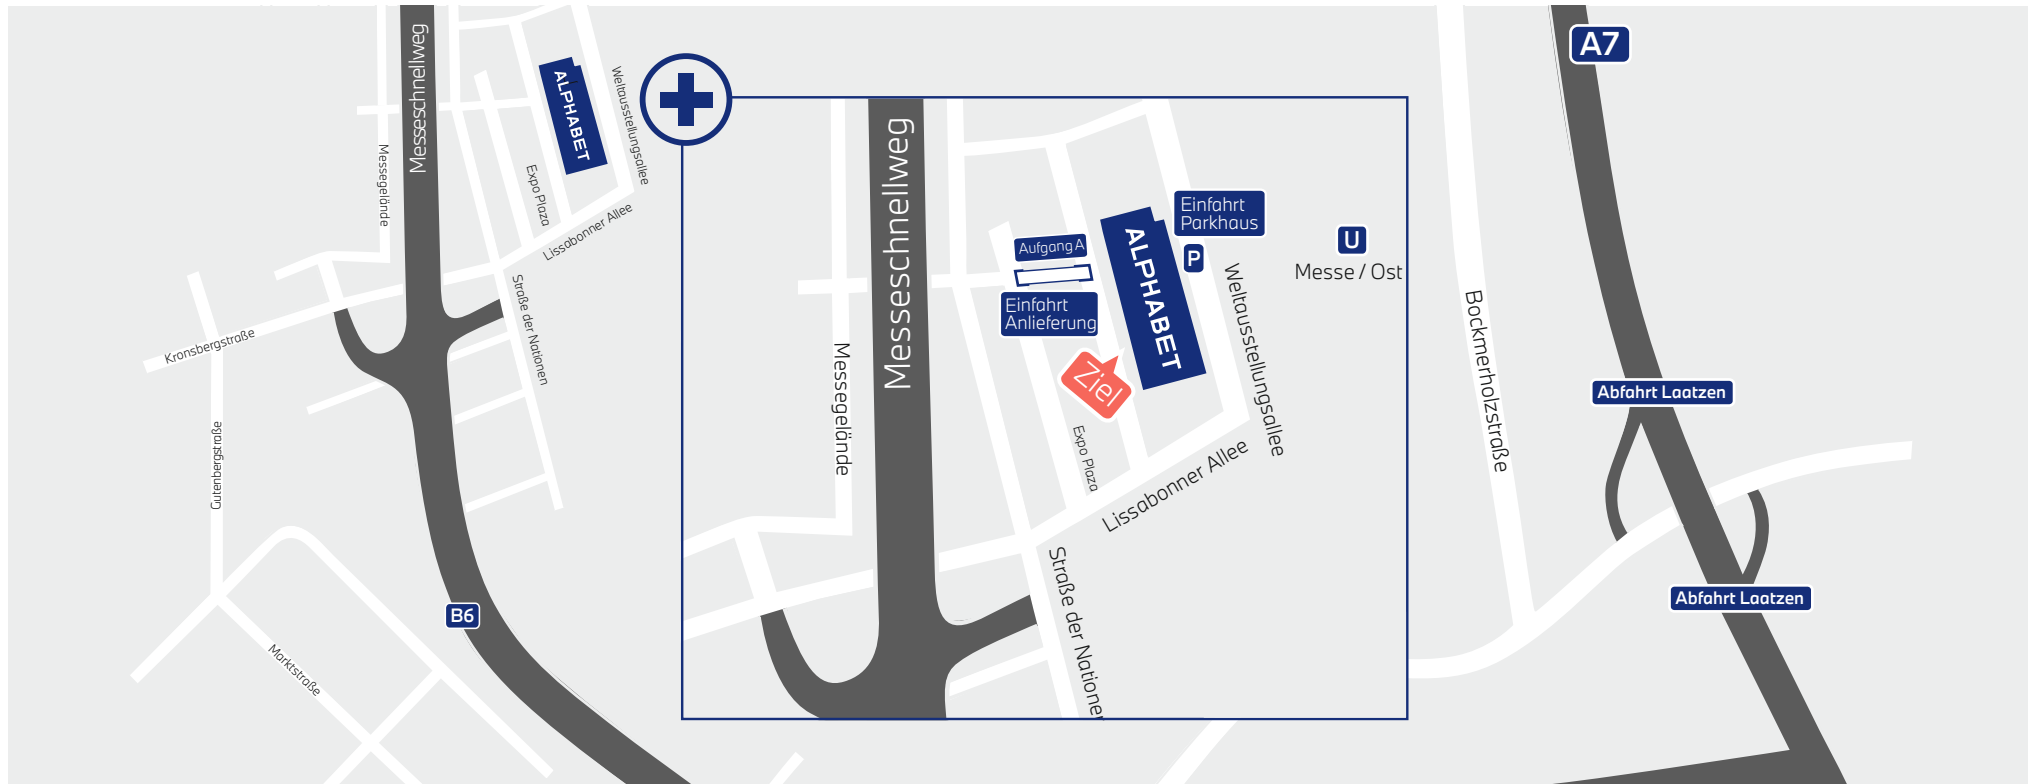 Messeschnellweg
Messegelände
ALPHABET
Weltausstellungsallee
Expo Plaza
Lissabonner Allee
Straße der Nationen
Kronsbergstraße
Gutenbergstraße
Marktstraße
B6
Messeschnellweg
Messegelände
Aufgang A
Einfahrt
Anlieferung
ALPHABET
Einfahrt
Parkhaus
P
U
Messe / Ost
Weltausstellungsallee
Ziel
Expo Plaza
Lissabonner Allee
Straße der Nationen
A7
Bockmerholzstraße
Abfahrt Laatzen
Abfahrt Laatzen